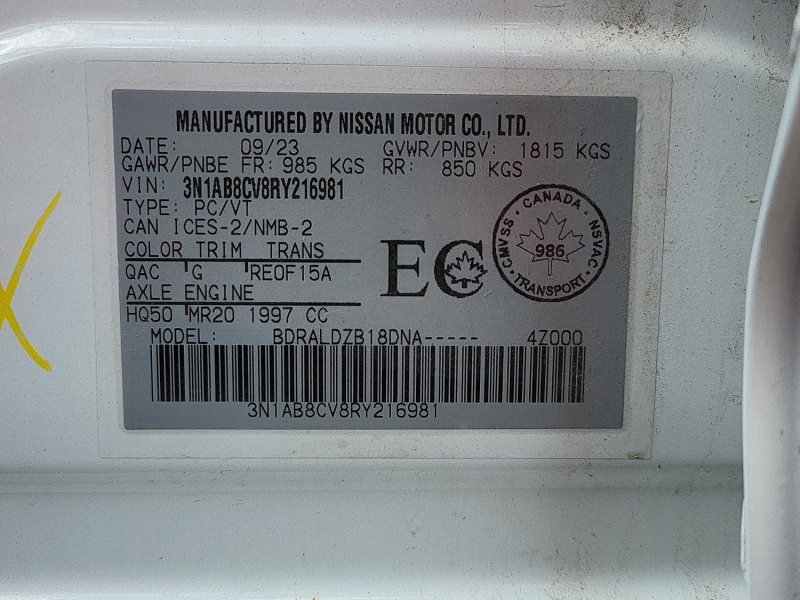 MANUFACTURED BY NISSAN MOTOR CO., LTD.
DATE: 09/23 GVWR/PNBV: 1815 KGS
GAWR/PNBE FR: 985 KGS RR: 850 KGS
VIN: 3N1AB8CV8RY216981
TYPE: PC/VT
CAN ICES-2/NMB-2
COLOR TRIM TRANS
QAC G RE0F15A
AXLE ENGINE
HQ50 MR20 1997 CC
EC
CANADA
CMVSS · NSVAC
986
TRANSPORT
MODEL: BDRALDZB18DNA----- 4Z000
3N1AB8CV8RY216981